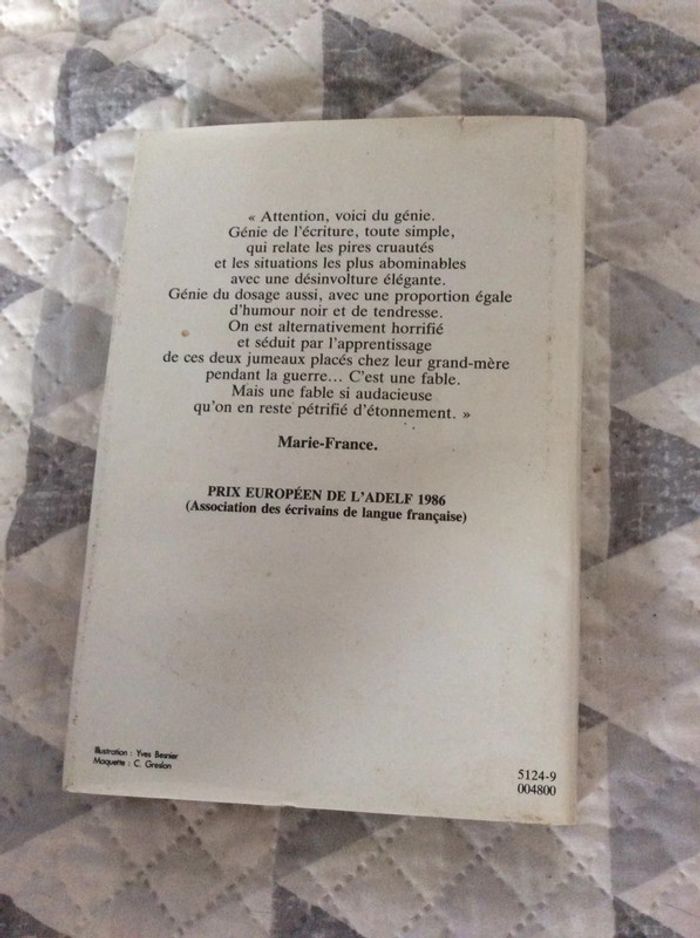 « Attention, voici du génie.
Génie de l'écriture, toute simple,
qui relate les pires cruautés
et les situations les plus abominables
avec une désinvolture élégante.
Génie du dosage aussi, avec une proportion égale
d'humour noir et de tendresse.
On est alternativement horrifié
et séduit par l'apprentissage
de ces deux jumeaux placés chez leur grand-mère
pendant la guerre... C'est une fable.
Mais une fable si audacieuse
qu'on en reste pétrifié d'étonnement. »
Marie-France.
PRIX EUROPÉEN DE L'ADELF 1986
(Association des écrivains de langue française)
Illustration : Yves Besnier
Maquette : C. Greslon
5124-9
004800